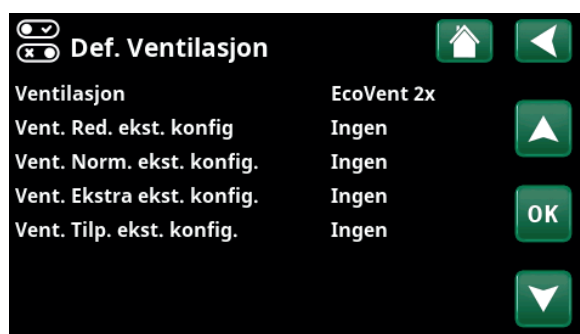 Def. Ventilasjon
Ventilasjon EcoVent 2x
Vent. Red. ekst. konfig Ingen
Vent. Norm. ekst. konfig. Ingen
Vent. Ekstra ekst. konfig. Ingen
Vent. Tilp. ekst. konfig. Ingen
OK